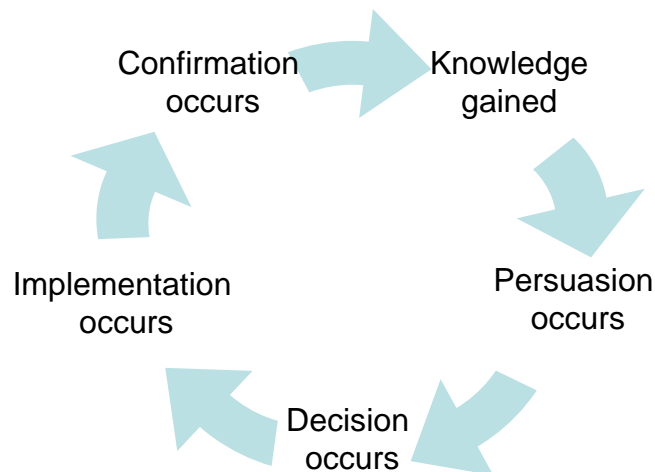 Confirmation
occurs
Knowledge
gained
Persuasion
occurs
Decision
occurs
Implementation
occurs